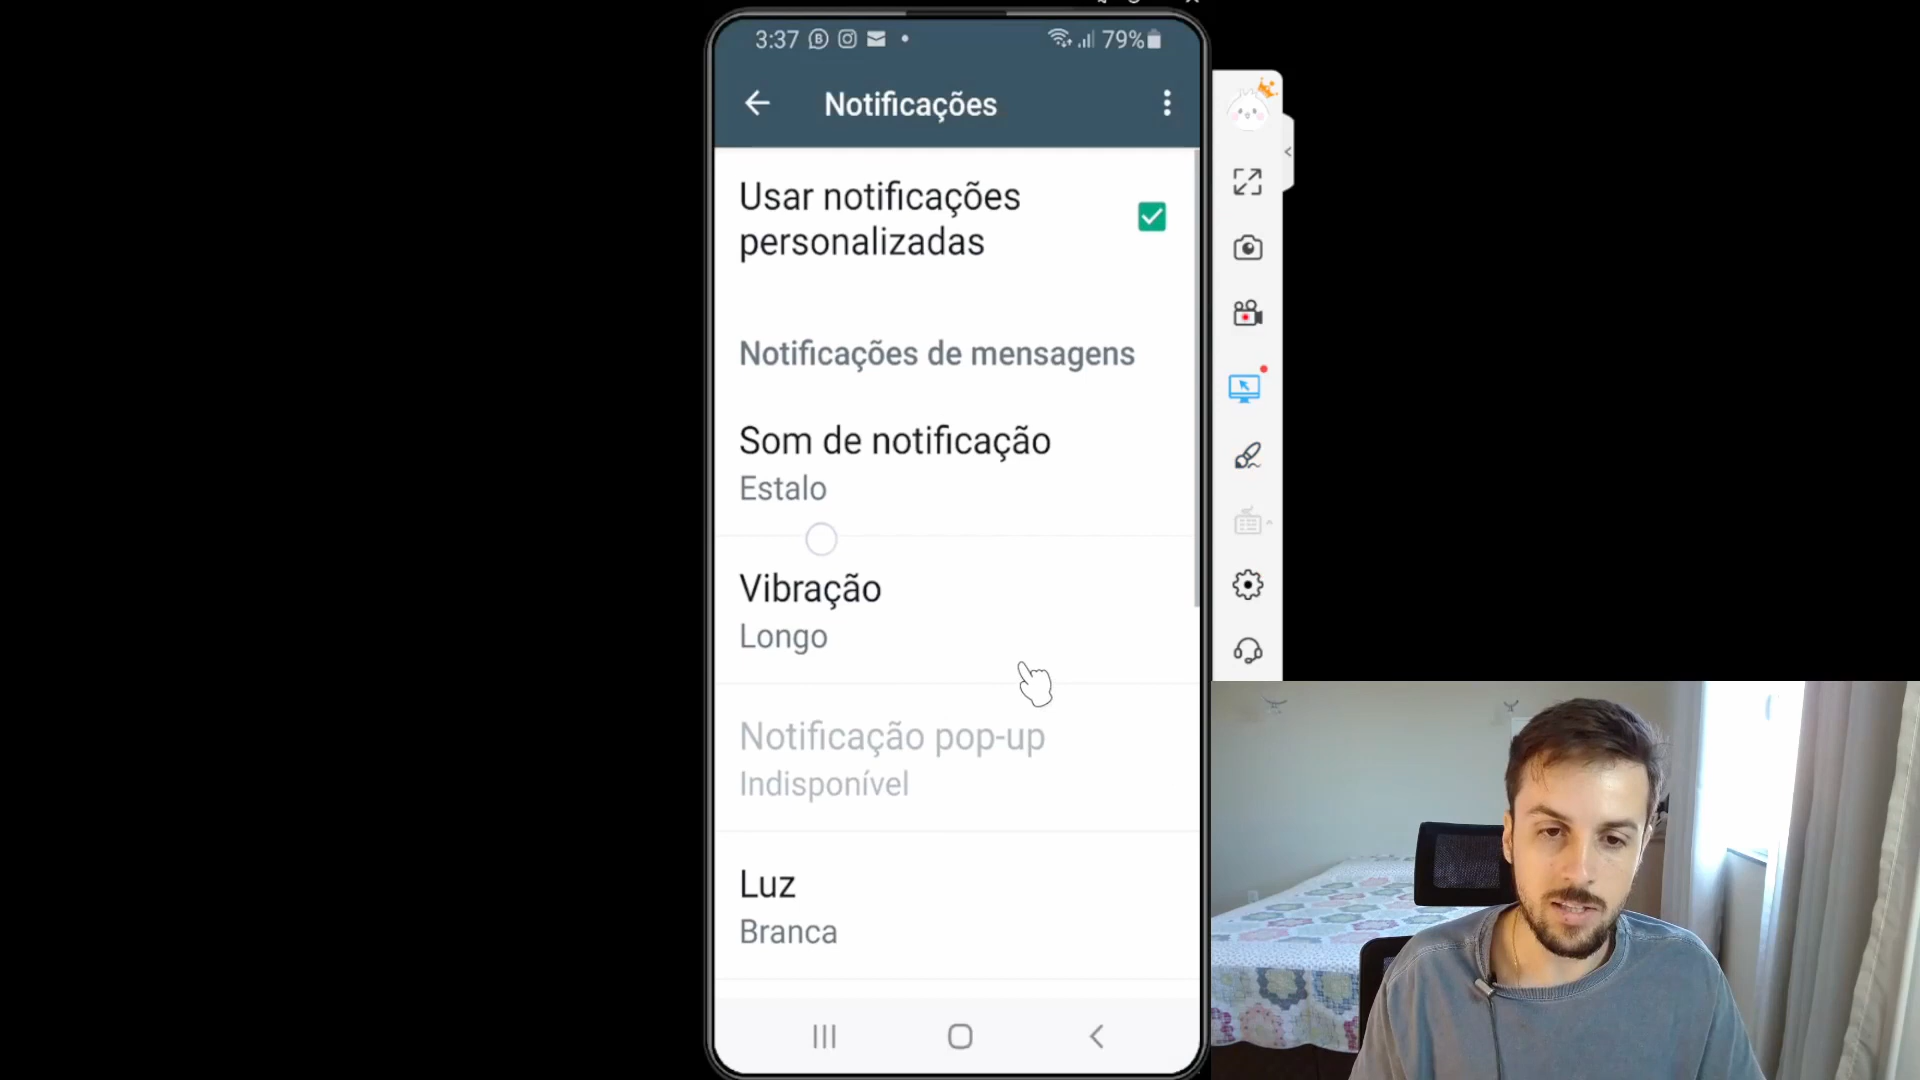 3:37
79%
Notificações
Usar notificações
personalizadas
Notificações de mensagens
Som de notificação
Estalo
Vibração
Longo
Notificação pop-up
Indisponível
Luz
Branca